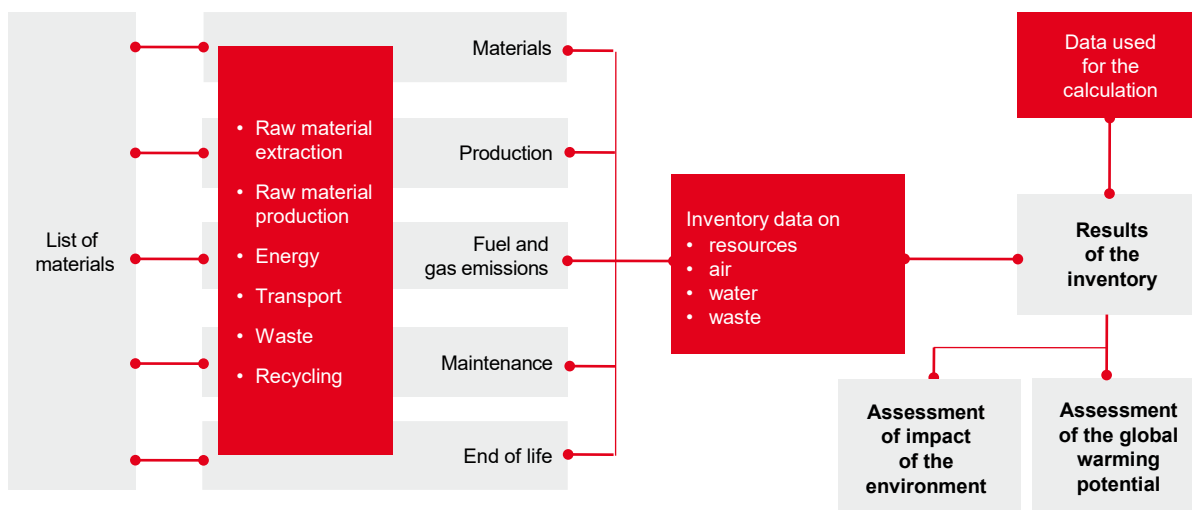 List of
materials
Materials
Production
Fuel and
gas emissions
Maintenance
End of life
• Raw material
extraction
• Raw material
production
• Energy
• Transport
• Waste
• Recycling
Inventory data on
• resources
• air
• water
• waste
Data used
for the
calculation
Results
of the
inventory
Assessment
of impact
of the
environment
Assessment
of the global
warming
potential